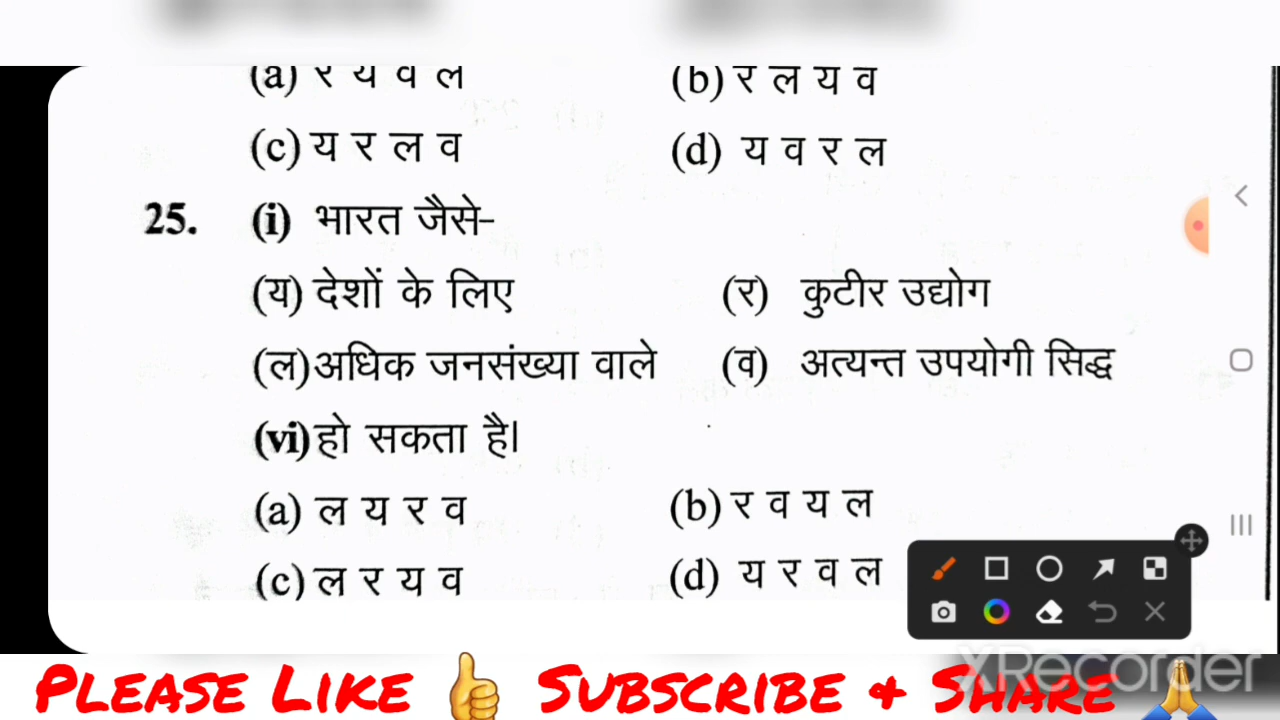 (a) र य व ल (b) र ल य व
(c) य र ल व (d) य व र ल
25. (i) भारत जैसे-
(य) देशों के लिए (र) कुटीर उद्योग
(ल) अधिक जनसंख्या वाले (व) अत्यन्त उपयोगी सिद्ध
(vi) हो सकता है।
(a) ल य र व (b) र व य ल
(c) ल र य व (d) य र व ल
XRecorder
PLEASE LIKE 👍 SUBSCRIBE & SHARE 🙏